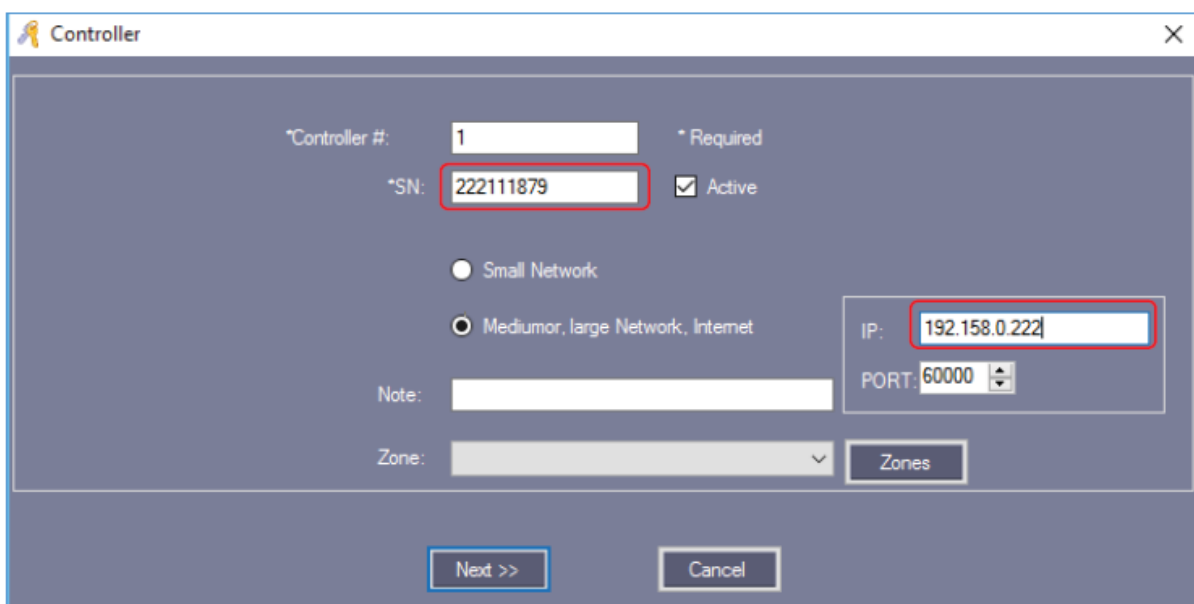 Controller
*Controller #: 1 * Required
*SN: 222111879 Active
Small Network
Mediumor, large Network, Internet
IP: 192.158.0.222
PORT: 60000
Note:
Zone: Zones
Next >> Cancel